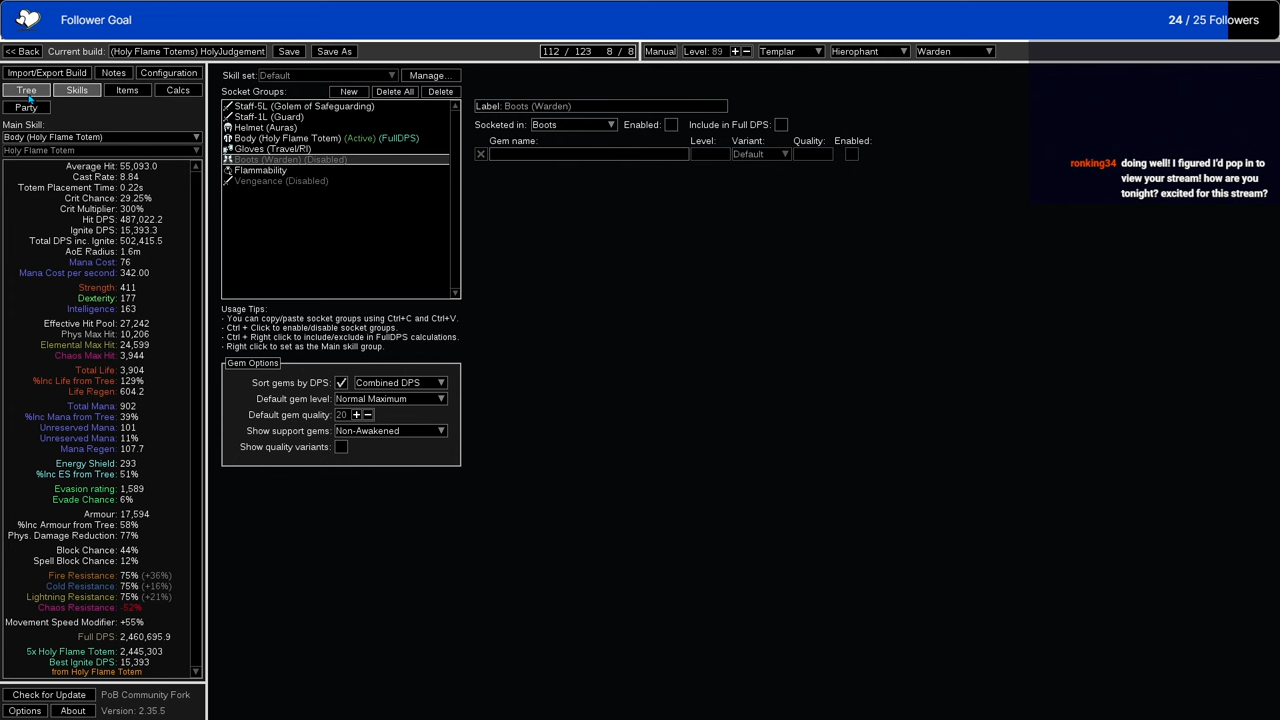 Follower Goal
24 / 25 Followers
<< Back
Current build: (Holy Flame Totems) HolyJudgement
Save
Save As
112 / 123 8 / 8
Manual
Level: 89
+
-
Templar
Hierophant
Warden
Import/Export Build
Notes
Configuration
Tree
Skills
Items
Calcs
Party
Main Skill:
Body (Holy Flame Totem)
Holy Flame Totem
Average Hit: 55,093.0
Cast Rate: 8.84
Totem Placement Time: 0.22s
Crit Chance: 29.25%
Crit Multiplier: 300%
Hit DPS: 487,022.2
Ignite DPS: 15,393.3
Total DPS inc. Ignite: 502,415.5
AoE Radius: 1.6m
Mana Cost: 76
Mana Cost per second: 342.00
Strength: 411
Dexterity: 177
Intelligence: 163
Effective Hit Pool: 27,242
Phys Max Hit: 10,206
Elemental Max Hit: 24,599
Chaos Max Hit: 3,944
Total Life: 3,904
%Inc Life from Tree: 129%
Life Regen: 604.2
Total Mana: 902
%Inc Mana from Tree: 39%
Unreserved Mana: 101
Unreserved Mana: 11%
Mana Regen: 107.7
Energy Shield: 293
%Inc ES from Tree: 51%
Evasion rating: 1,589
Evade Chance: 6%
Armour: 17,594
%Inc Armour from Tree: 58%
Phys. Damage Reduction: 77%
Block Chance: 44%
Spell Block Chance: 12%
Fire Resistance: 75% (+36%)
Cold Resistance: 75% (+16%)
Lightning Resistance: 75% (+21%)
Chaos Resistance: -52%
Movement Speed Modifier: +55%
Full DPS: 2,460,695.9
5x Holy Flame Totem: 2,445,303
Best Ignite DPS: 15,393
from Holy Flame Totem
Check for Update
PoB Community Fork
Options
About
Version: 2.35.5
Skill set: Default
Manage...
Socket Groups:
New
Delete All
Delete
Staff-5L (Golem of Safeguarding)
Staff-1L (Guard)
Helmet (Auras)
Body (Holy Flame Totem) (Active) (FullDPS)
Gloves (Travel/RI)
Boots (Warden) (Disabled)
Flammability
Vengeance (Disabled)
Usage Tips:
- You can copy/paste socket groups using Ctrl+C and Ctrl+V.
- Ctrl + Click to enable/disable socket groups.
- Ctrl + Right click to include/exclude in FullDPS calculations.
- Right click to set as the Main skill group.
Gem Options
Sort gems by DPS:
Combined DPS
Default gem level: Normal Maximum
Default gem quality: 20 + -
Show support gems: Non-Awakened
Show quality variants:
Label: Boots (Warden)
Socketed in: Boots
Enabled:
Include in Full DPS:
Gem name:
Level:
Variant:
Quality:
Enabled:
Default
ronking34 doing well! I figured I'd pop in to
view your stream! how are you
tonight? excited for this stream?